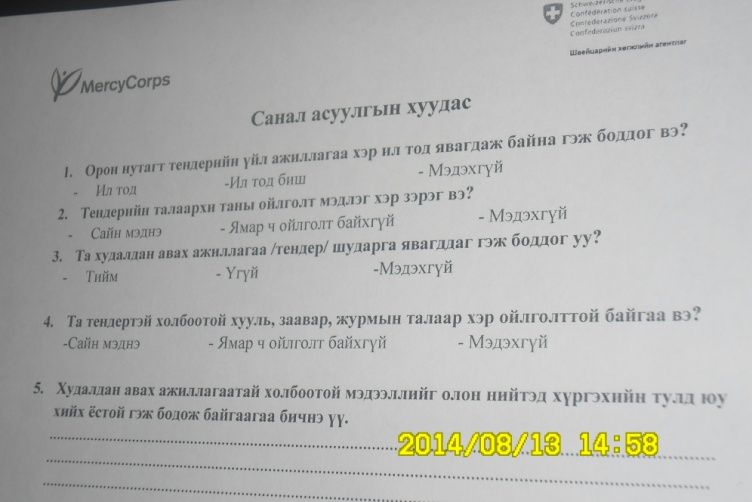 Confédération suisse
Confederazione Svizzera
Confederaziun svizra
Швейцарийн хөгжлийн агентлаг
MercyCorps
Санал асуулгын хуудас
1. Орон нутагт тендерийн үйл ажиллагаа хэр ил тод явагдаж байна гэж боддог вэ?
- Ил тод -Ил тод биш - Мэдэхгүй
2. Тендерийн талаархи таны ойлголт мэдлэг хэр зэрэг вэ?
- Сайн мэднэ - Ямар ч ойлголт байхгүй - Мэдэхгүй
3. Та худалдан авах ажиллагаа /тендер/ шударга явагддаг гэж боддог уу?
- Тийм - Үгүй -Мэдэхгүй
4. Та тендертэй холбоотой хууль, заавар, журмын талаар хэр ойлголттой байгаа вэ?
-Сайн мэднэ - Ямар ч ойлголт байхгүй - Мэдэхгүй
5. Худалдан авах ажиллагаатай холбоотой мэдээллийг олон нийтэд хүргэхийн тулд юу
хийх ёстой гэж бодож байгаагаа бичнэ үү.
2014/08/13 14:58